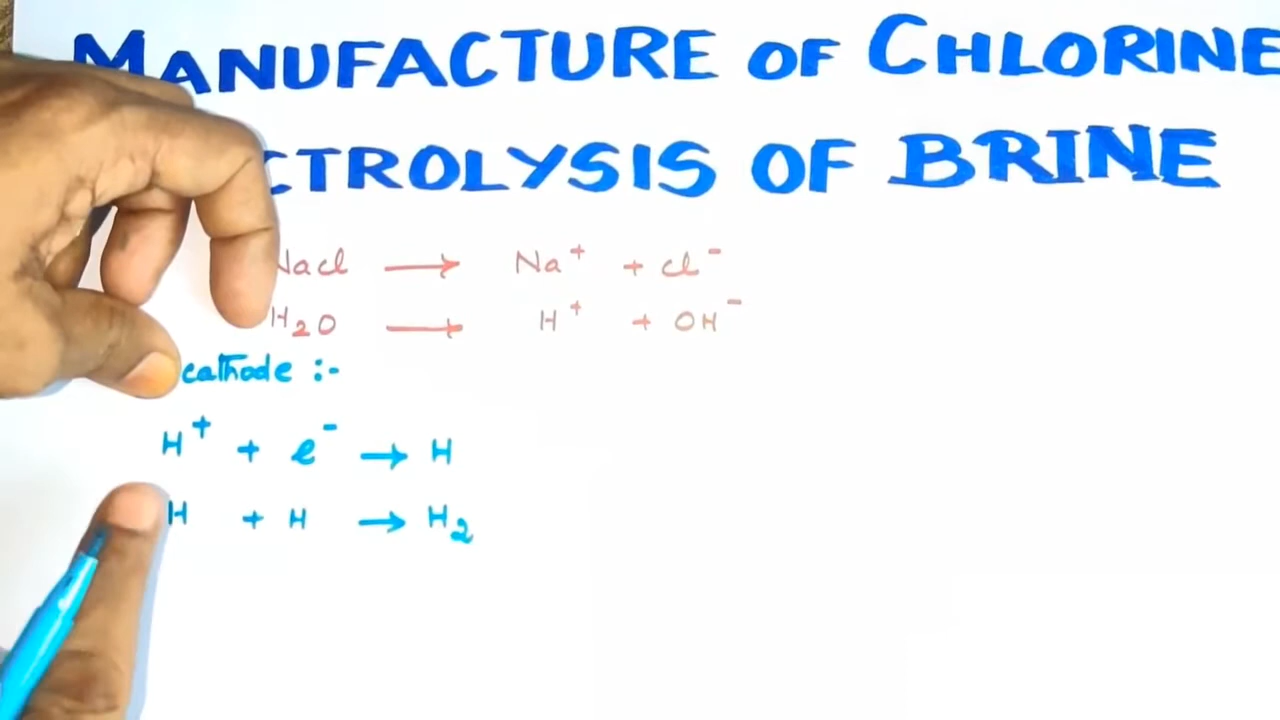 MANUFACTURE OF CHLORINE
CTROLYSIS OF BRINE
NaCl ⟶ Na⁺ + Cl⁻
H₂O ⟶ H⁺ + OH⁻
cathode :-
H⁺ + e⁻ → H
H + H → H₂